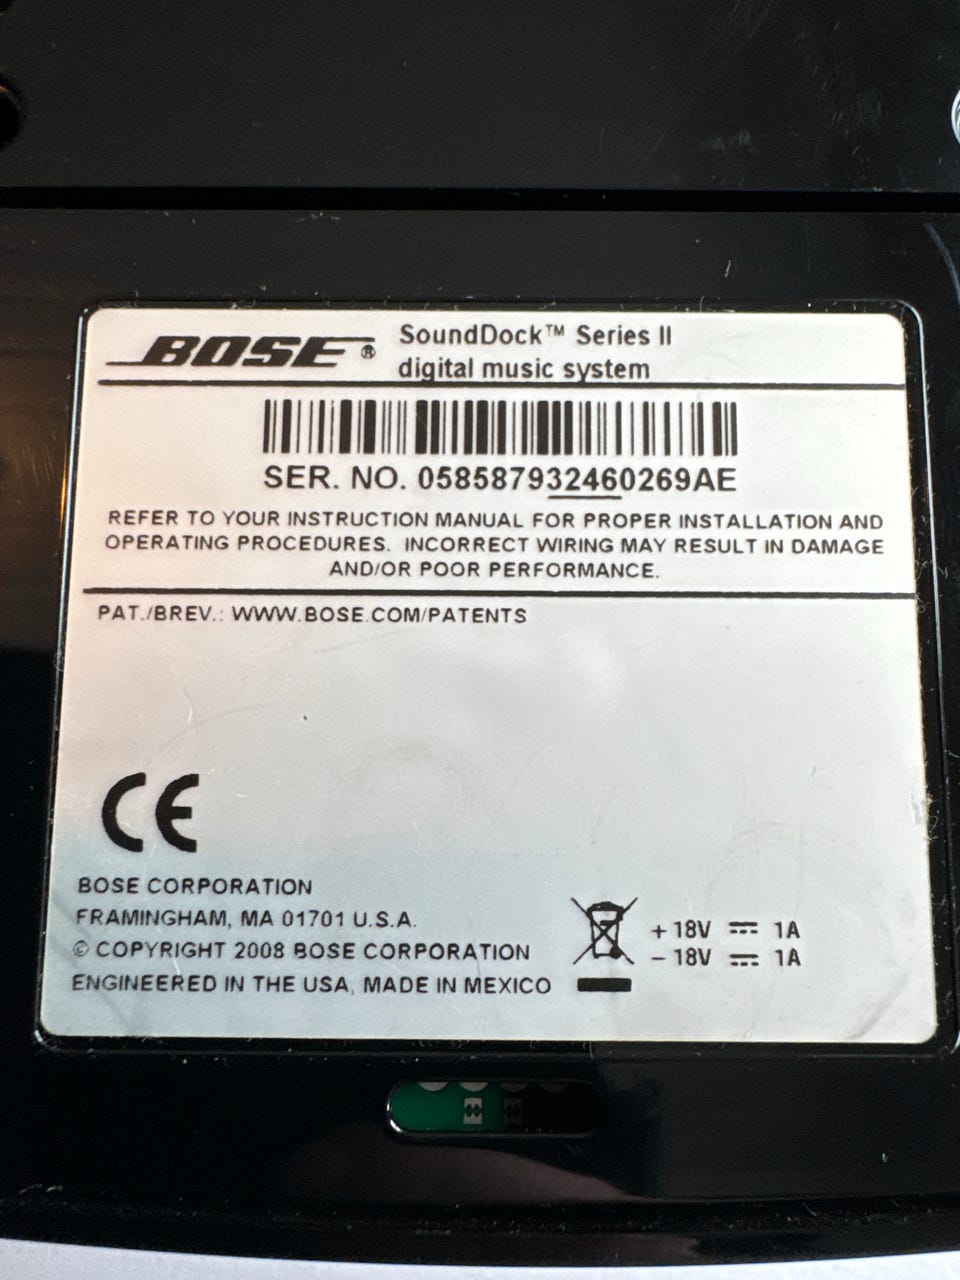 BOSE® SoundDock™ Series II
digital music system
SER. NO. 058587932460269AE
REFER TO YOUR INSTRUCTION MANUAL FOR PROPER INSTALLATION AND
OPERATING PROCEDURES. INCORRECT WIRING MAY RESULT IN DAMAGE
AND/OR POOR PERFORMANCE.
PAT./BREV.: WWW.BOSE.COM/PATENTS
CE
BOSE CORPORATION
FRAMINGHAM, MA 01701 U.S.A.
© COPYRIGHT 2008 BOSE CORPORATION
ENGINEERED IN THE USA, MADE IN MEXICO
+18V ⎓ 1A
−18V ⎓ 1A